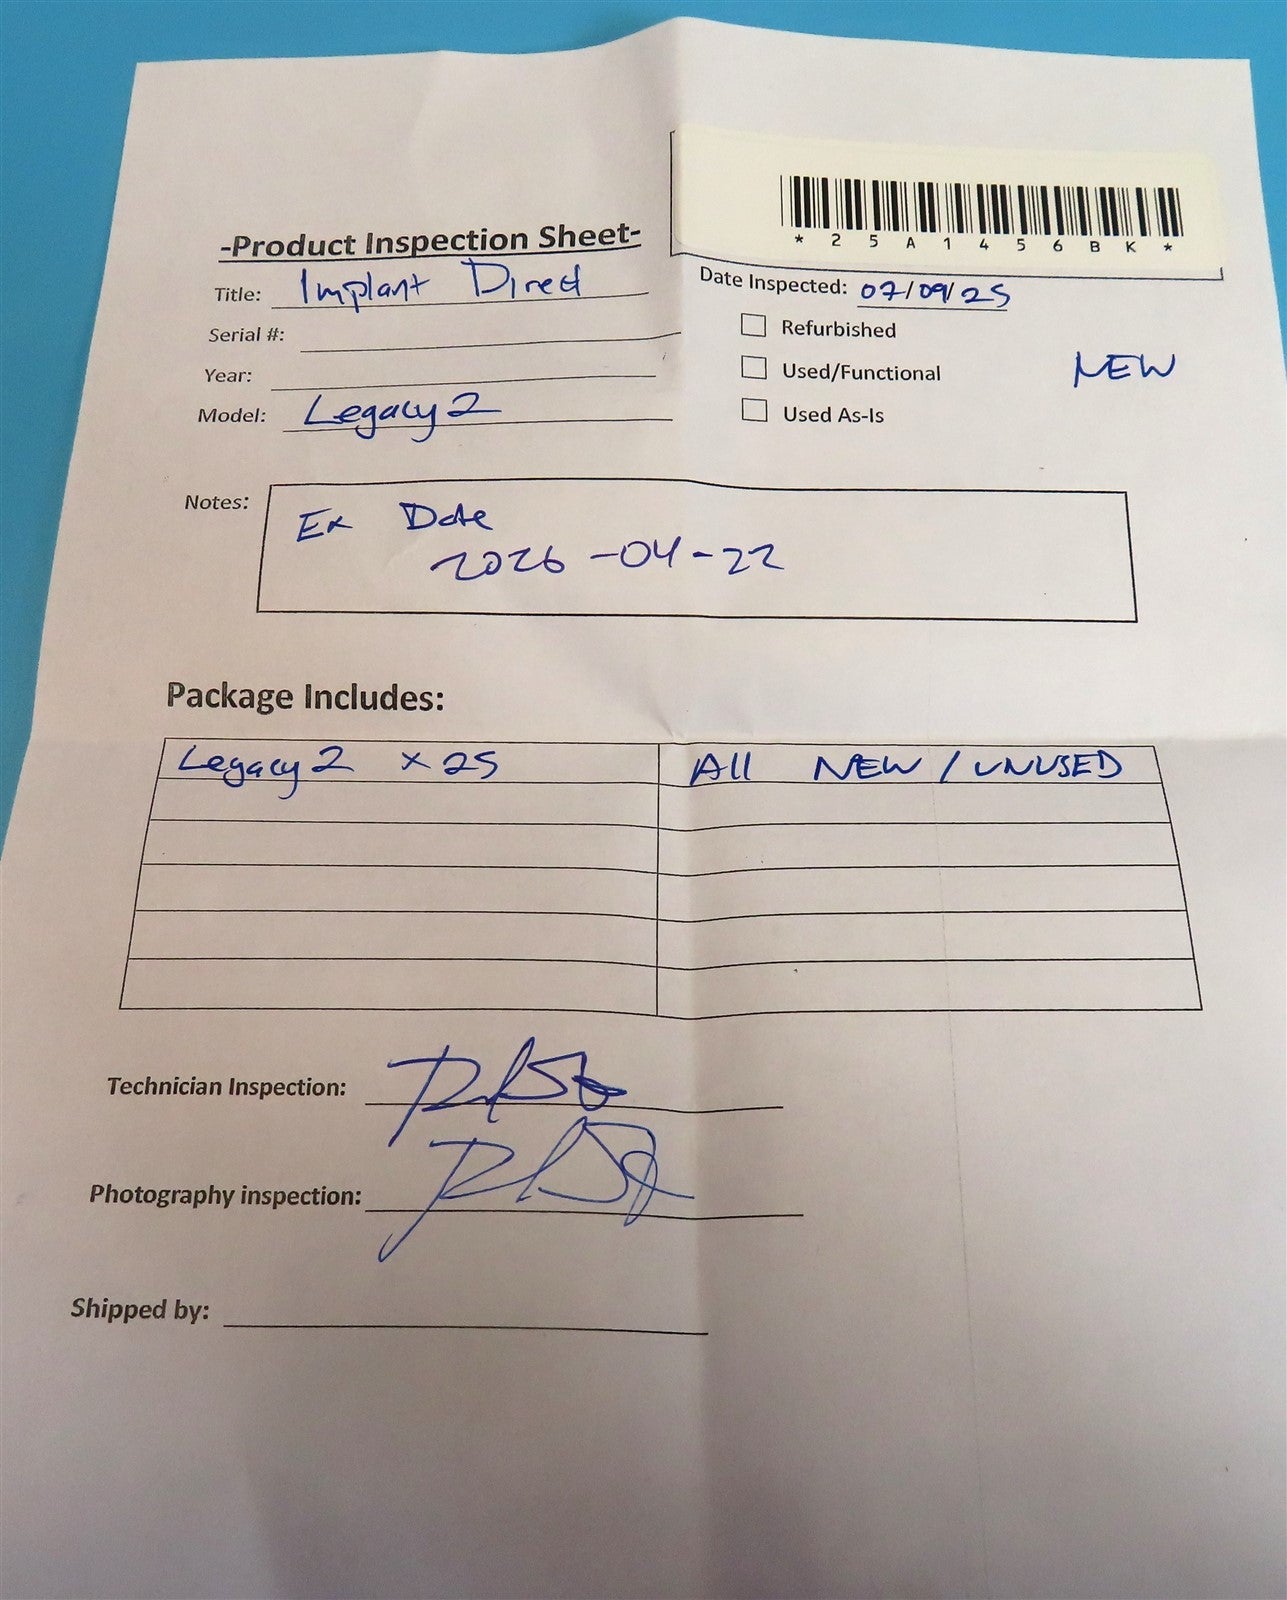 *25A1456BK*
-Product Inspection Sheet-
Title: Implant Direct
Date Inspected: 07/09/25
Serial #:
Refurbished
Year:
Used/Functional NEW
Model: Legacy 2
Used As-Is
Notes: Ex Date
2026-04-22
Package Includes:
Legacy 2 x 25 All NEW / UNUSED
Technician Inspection:
Photography inspection:
Shipped by: